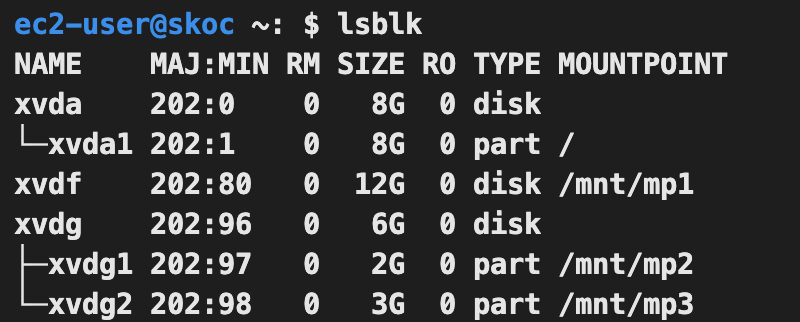 ec2-user@skoc ~: $ lsblk
NAME    MAJ:MIN RM SIZE RO TYPE MOUNTPOINT
xvda    202:0    0   8G  0 disk
└─xvda1 202:1    0   8G  0 part /
xvdf    202:80   0  12G  0 disk /mnt/mp1
xvdg    202:96   0   6G  0 disk
├─xvdg1 202:97   0   2G  0 part /mnt/mp2
└─xvdg2 202:98   0   3G  0 part /mnt/mp3